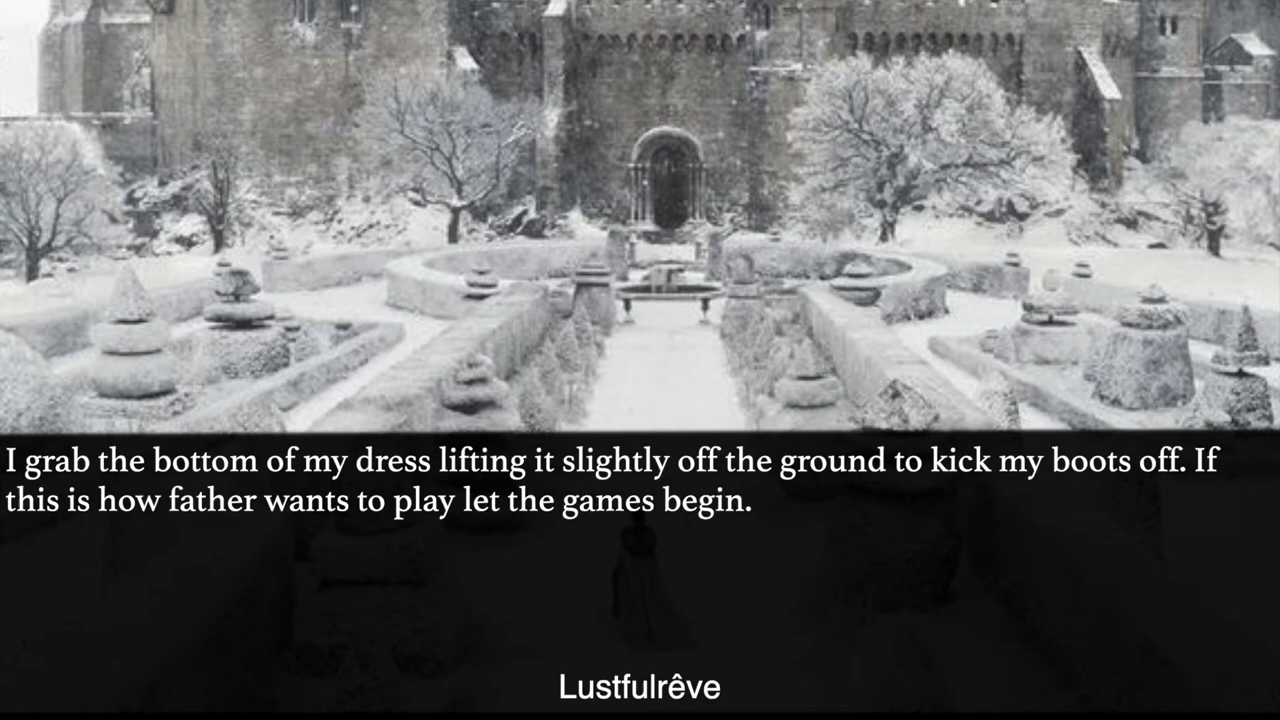 I grab the bottom of my dress lifting it slightly off the ground to kick my boots off. If
this is how father wants to play let the games begin.
Lustfulrêve